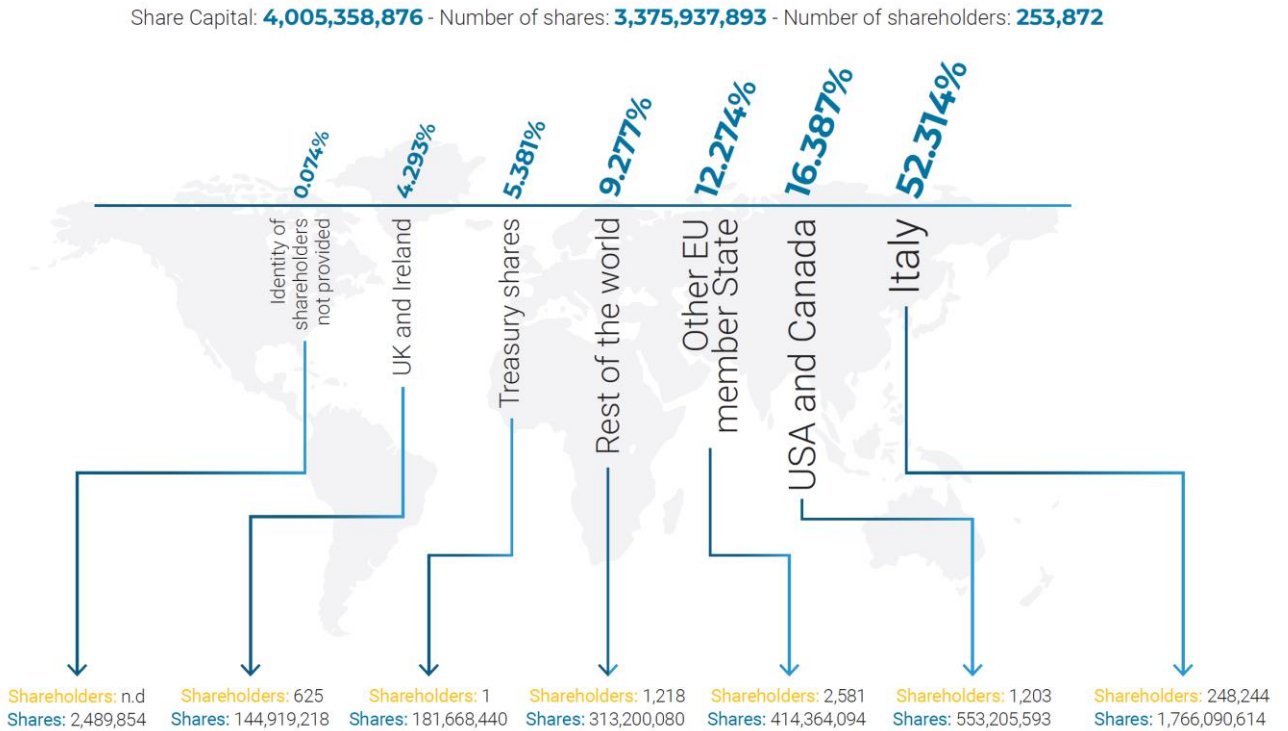 Share Capital: 4,005,358,876 - Number of shares: 3,375,937,893 - Number of shareholders: 253,872
0.074%
4.293%
5.381%
9.277%
12.274%
16.387%
52.314%
Identity of
shareholders
not provided
UK and Ireland
Treasury shares
Rest of the world
Other EU
member State
USA and Canada
Italy
Shareholders: n.d
Shares: 2,489,854
Shareholders: 625
Shares: 144,919,218
Shareholders: 1
Shares: 181,668,440
Shareholders: 1,218
Shares: 313,200,080
Shareholders: 2,581
Shares: 414,364,094
Shareholders: 1,203
Shares: 553,205,593
Shareholders: 248,244
Shares: 1,766,090,614